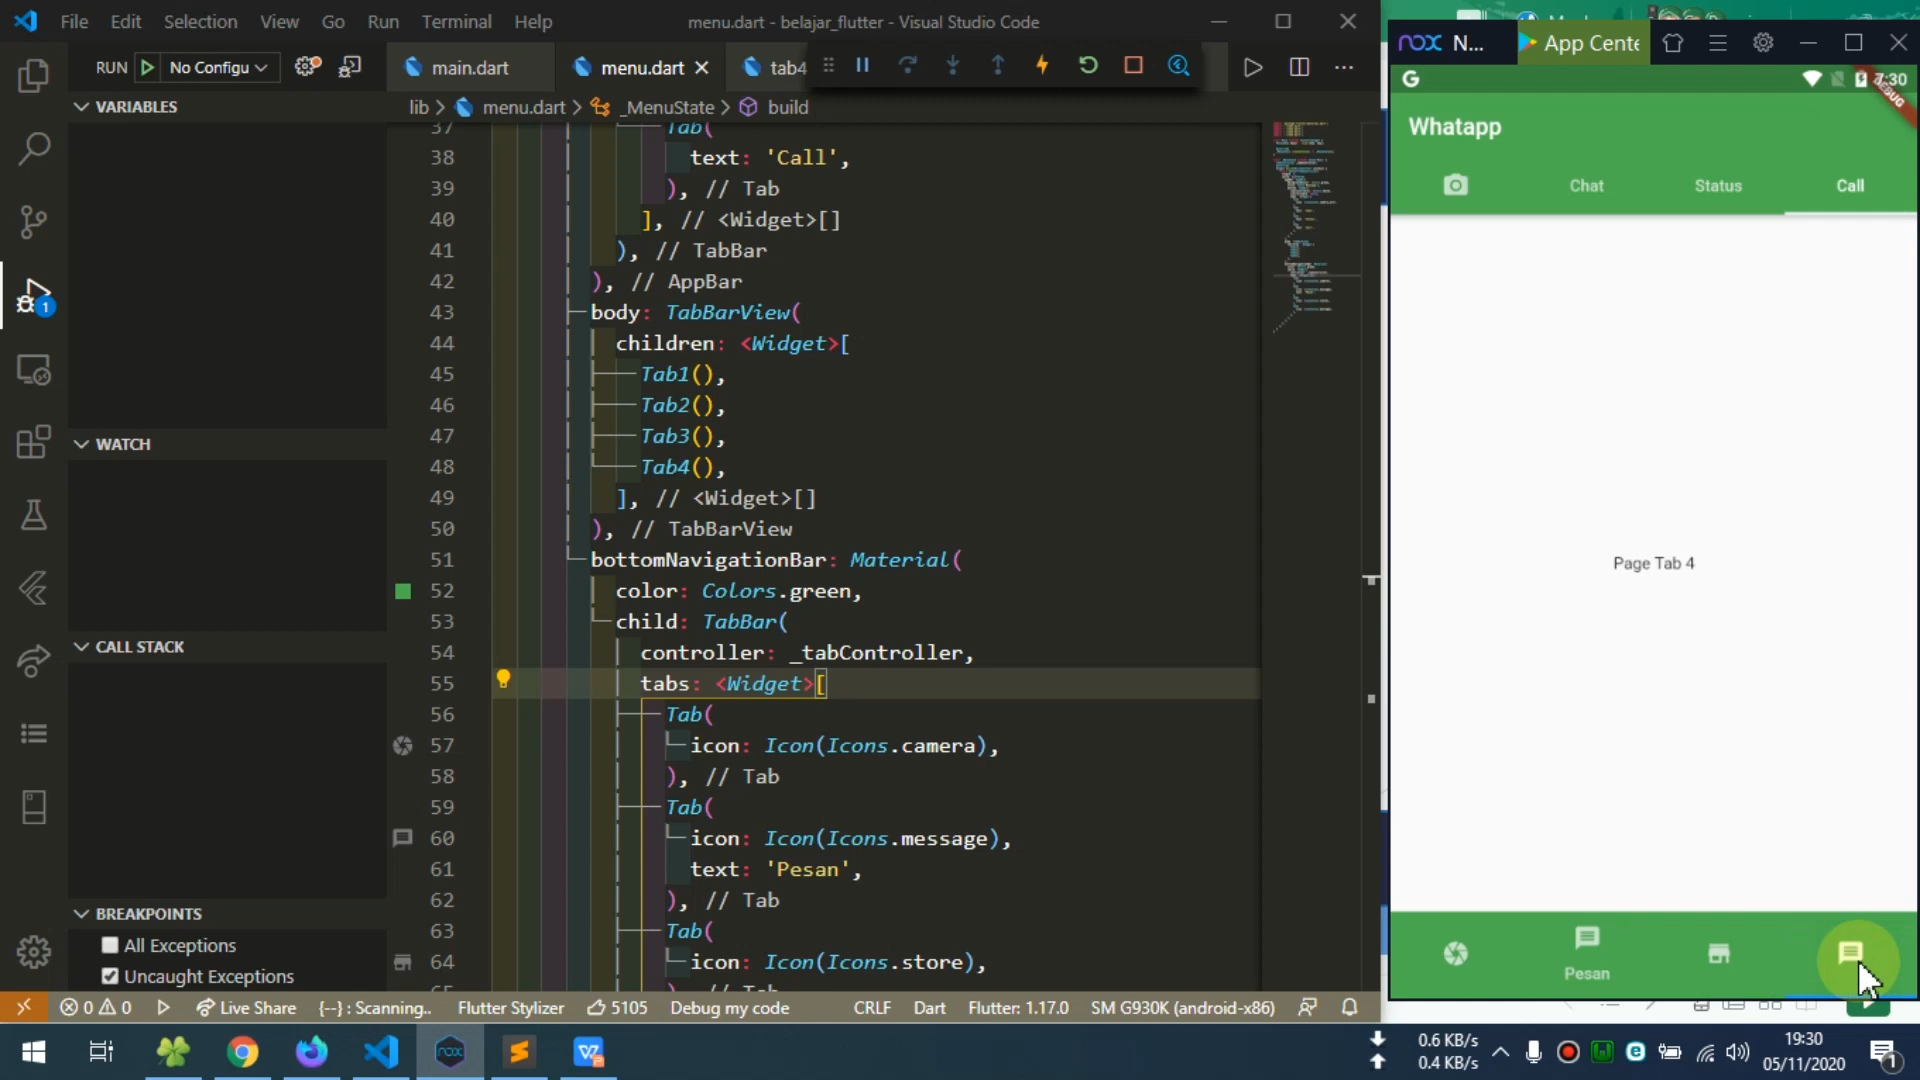 File Edit Selection View Go Run Terminal Help
menu.dart - belajar_flutter - Visual Studio Code
RUN No Configu
main.dart
menu.dart
tab4
lib > menu.dart > _MenuState > build
VARIABLES
WATCH
CALL STACK
BREAKPOINTS
All Exceptions
Uncaught Exceptions
1
37 Tab(
38 text: 'Call',
39 ), // Tab
40 ], // <Widget>[]
41 ), // TabBar
42 ), // AppBar
43 body: TabBarView(
44 children: <Widget>[
45 Tab1(),
46 Tab2(),
47 Tab3(),
48 Tab4(),
49 ], // <Widget>[]
50 ), // TabBarView
51 bottomNavigationBar: Material(
52 color: Colors.green,
53 child: TabBar(
54 controller: _tabController,
55 tabs: <Widget>[
56 Tab(
57 icon: Icon(Icons.camera),
58 ), // Tab
59 Tab(
60 icon: Icon(Icons.message),
61 text: 'Pesan',
62 ), // Tab
63 Tab(
64 icon: Icon(Icons.store),
65 ), // Tab
0 0 Live Share {--} : Scanning.. Flutter Stylizer 5105 Debug my code CRLF Dart Flutter: 1.17.0 SM G930K (android-x86)
nox N... App Cente
G 7:30
DEBUG
Whatapp
Chat Status Call
Page Tab 4
Pesan
0.6 KB/s
0.4 KB/s
19:30
05/11/2020
1